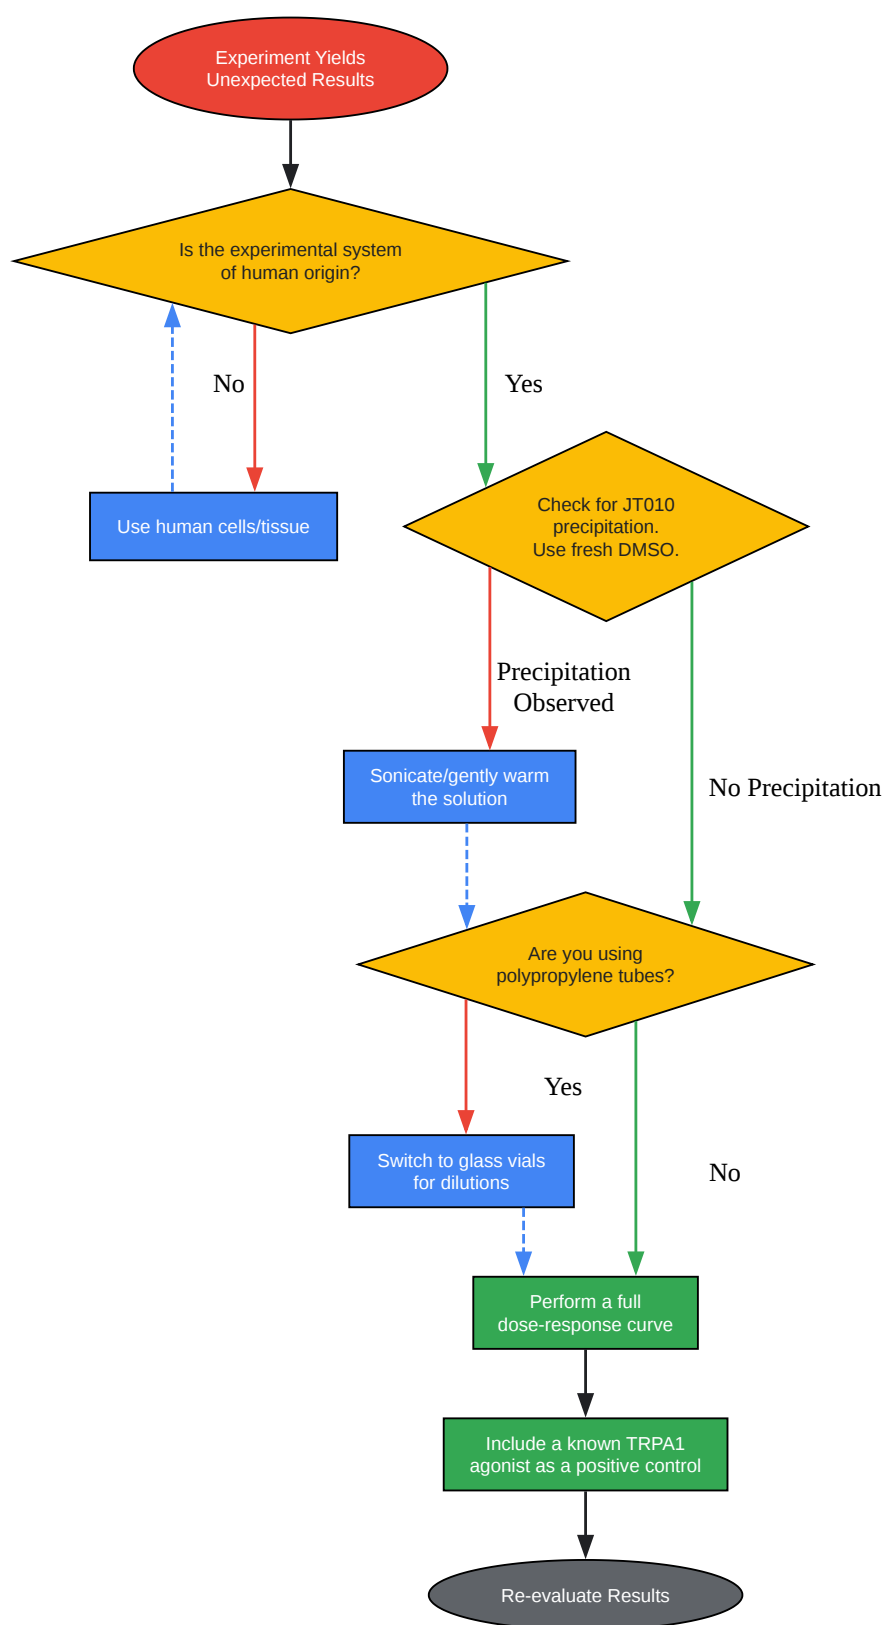 Experiment Yields
Unexpected Results
Is the experimental system
of human origin?
No
Yes
Use human cells/tissue
Check for JT010
precipitation.
Use fresh DMSO.
Precipitation
Observed
Sonicate/gently warm
the solution
No Precipitation
Are you using
polypropylene tubes?
Yes
Switch to glass vials
for dilutions
No
Perform a full
dose-response curve
Include a known TRPA1
agonist as a positive control
Re-evaluate Results